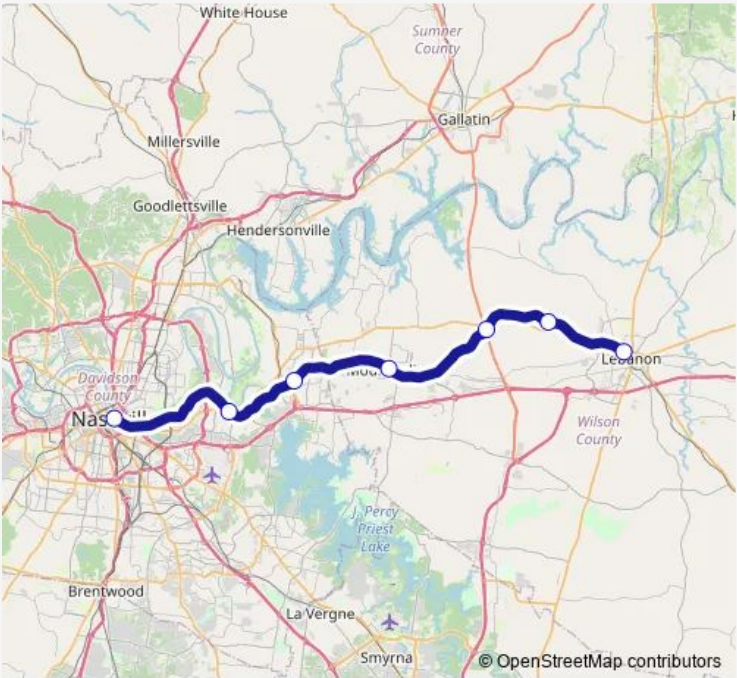 White House
Sumner
County
Gallatin
Millersville
Goodlettsville
Hendersonville
Davidson
County
Lebanon
Wilson
County
J. Percy
Priest
Lake
Brentwood
La Vergne
Smyrna
© OpenStreetMap contributors